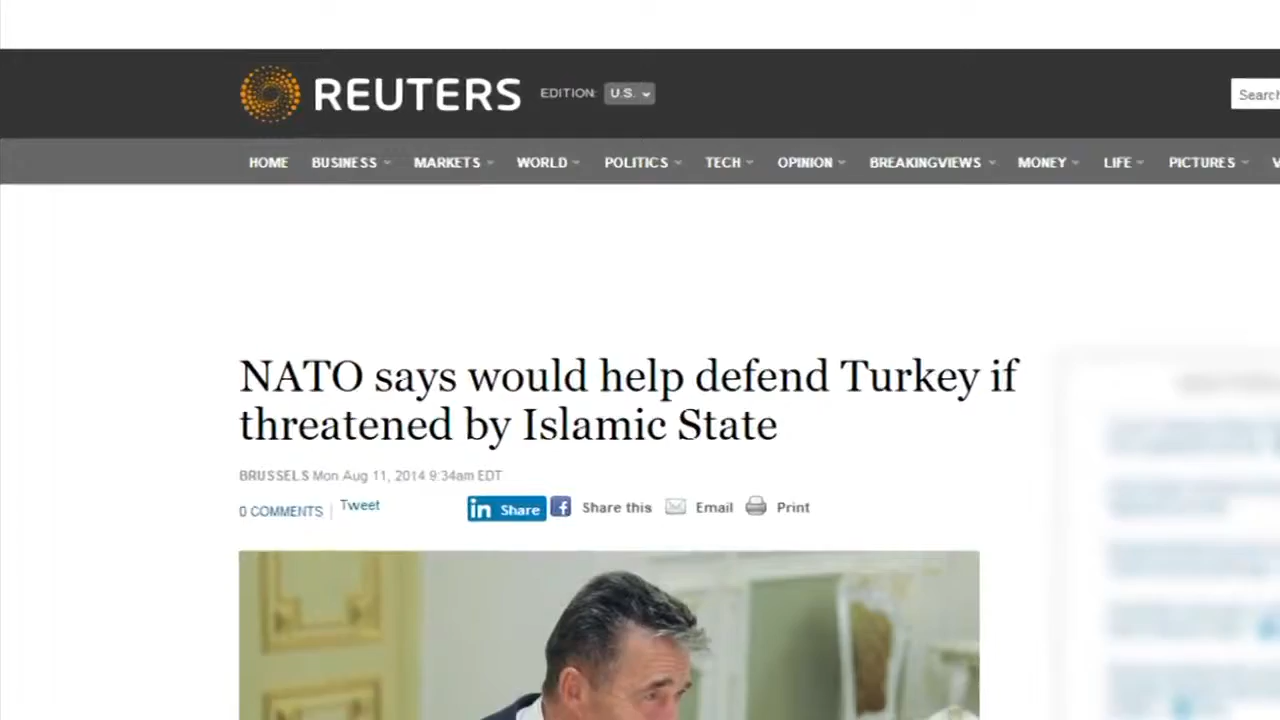 REUTERS EDITION: U.S. Search
HOME BUSINESS MARKETS WORLD POLITICS TECH OPINION BREAKINGVIEWS MONEY LIFE PICTURES V
NATO says would help defend Turkey if
threatened by Islamic State
BRUSSELS Mon Aug 11, 2014 9:34am EDT
0 COMMENTS Tweet in Share f Share this Email Print